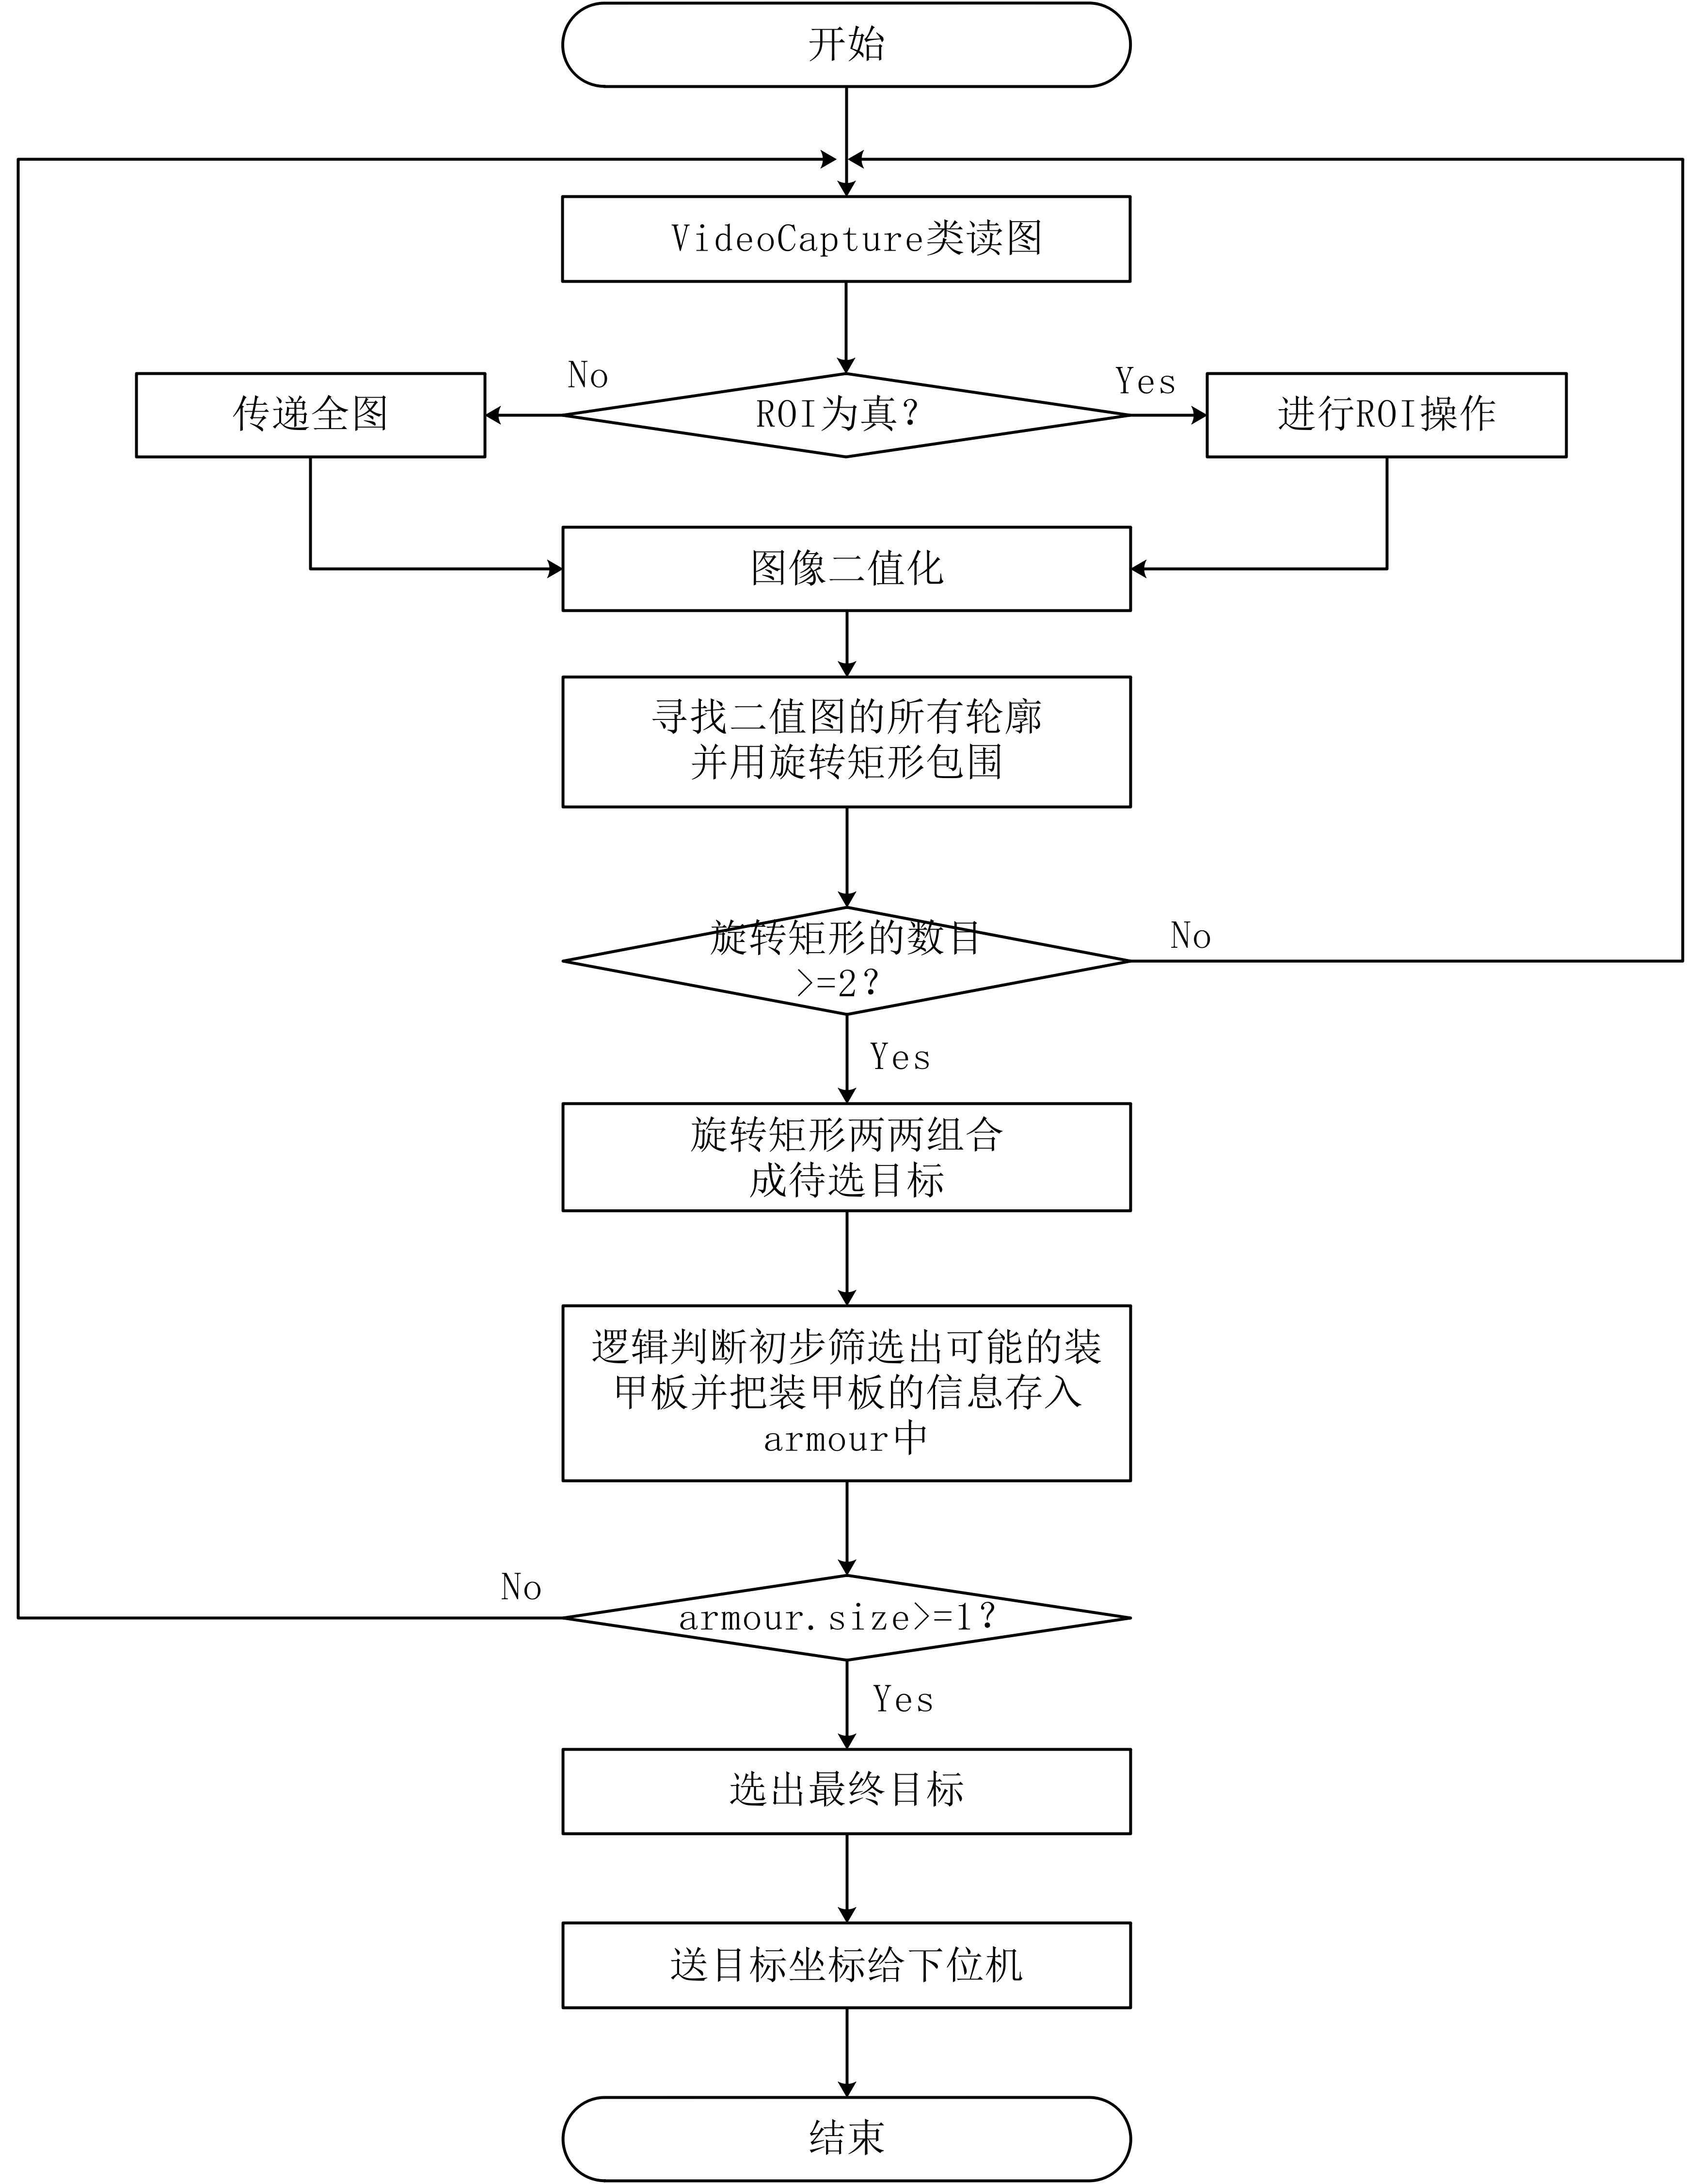 开始
VideoCapture类读图
No
Yes
传递全图
ROI为真?
进行ROI操作
图像二值化
寻找二值图的所有轮廓
并用旋转矩形包围
旋转矩形的数目
>=2?
No
Yes
旋转矩形两两组合
成待选目标
逻辑判断初步筛选出可能的装
甲板并把装甲板的信息存入
armour中
No
armour.size>=1?
Yes
选出最终目标
送目标坐标给下位机
结束